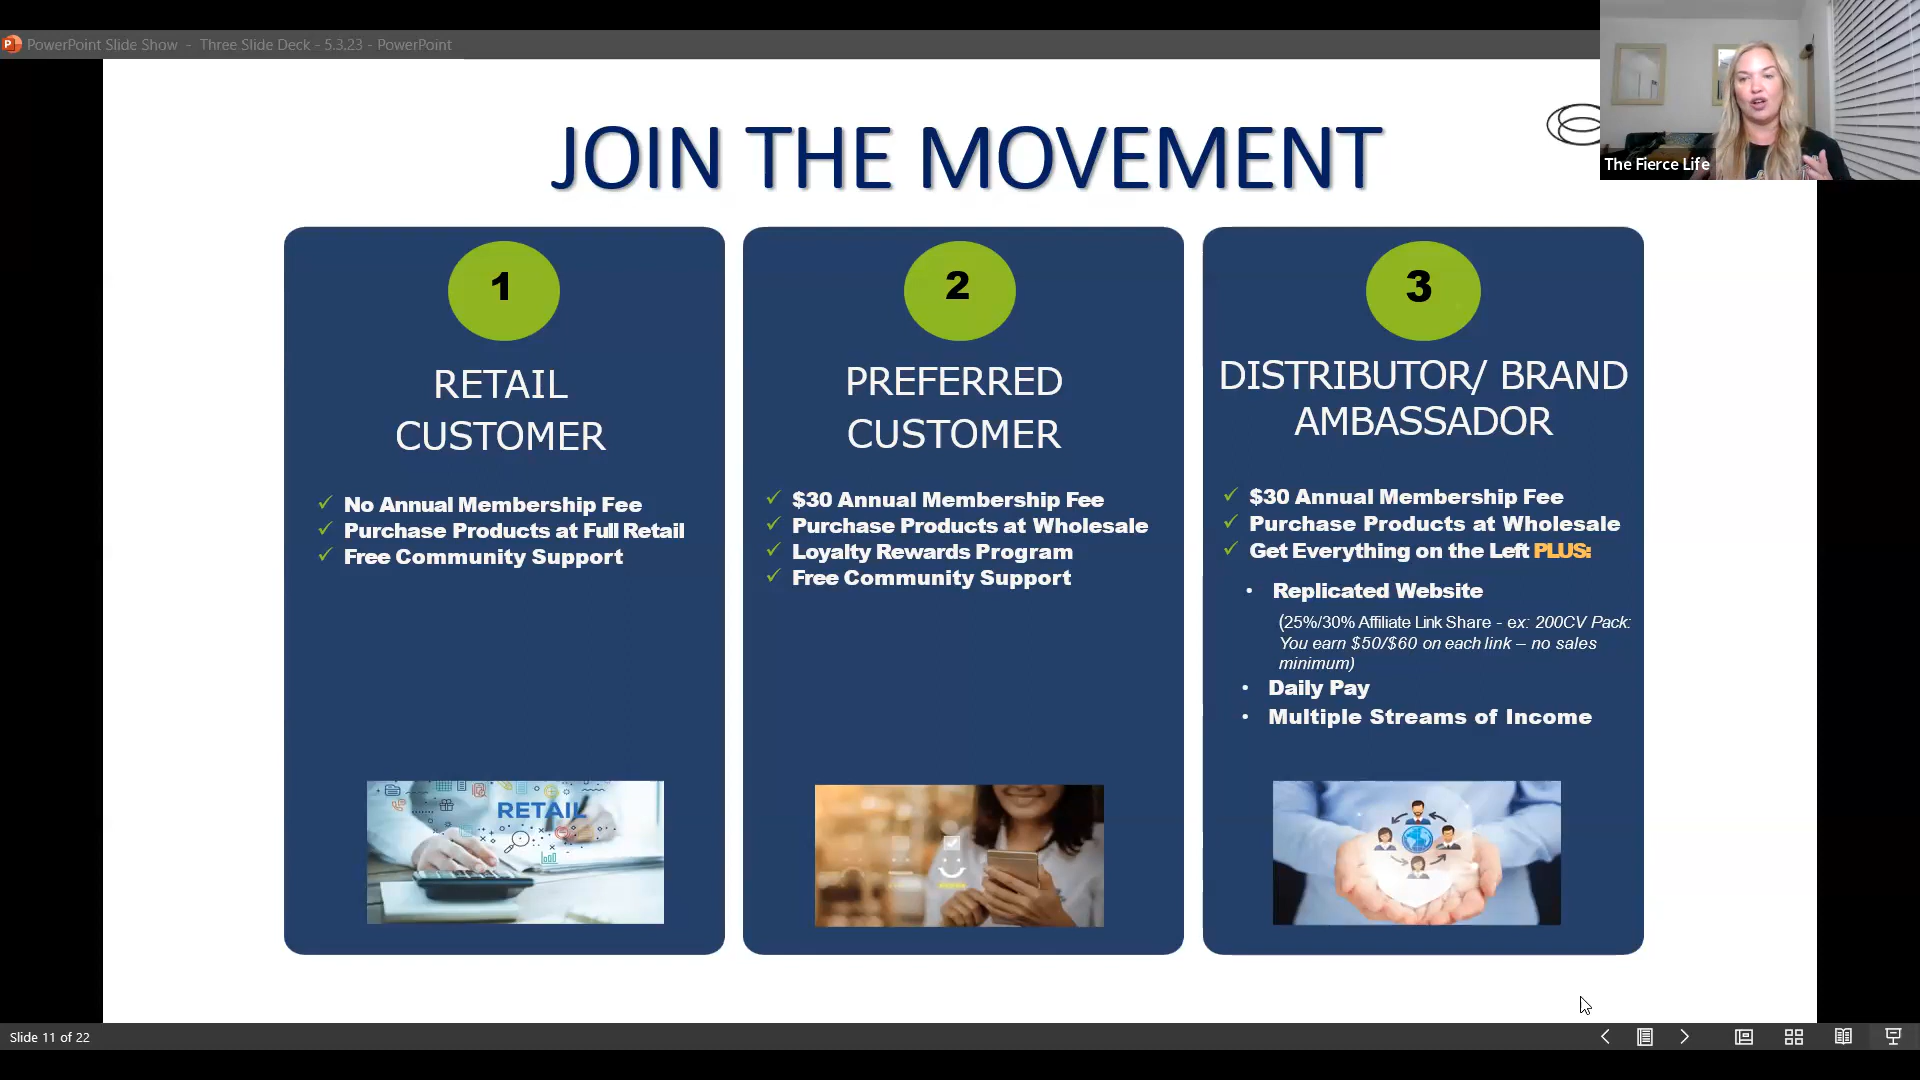 PowerPoint Slide Show - Three Slide Deck - 5.3.23 - PowerPoint
The Fierce Life
JOIN THE MOVEMENT
1
RETAIL
CUSTOMER
✓ No Annual Membership Fee
✓ Purchase Products at Full Retail
✓ Free Community Support
RETAIL
2
PREFERRED
CUSTOMER
✓ $30 Annual Membership Fee
✓ Purchase Products at Wholesale
✓ Loyalty Rewards Program
✓ Free Community Support
3
DISTRIBUTOR/ BRAND
AMBASSADOR
✓ $30 Annual Membership Fee
✓ Purchase Products at Wholesale
✓ Get Everything on the Left PLUS:
• Replicated Website
(25%/30% Affiliate Link Share - ex: 200CV Pack:
You earn $50/$60 on each link – no sales
minimum)
• Daily Pay
• Multiple Streams of Income
Slide 11 of 22